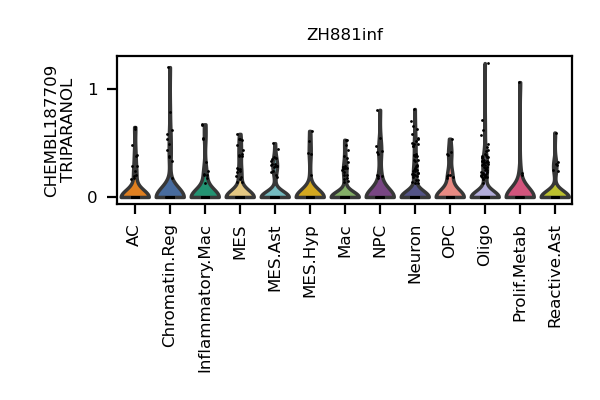 ZH881inf
CHEMBL187709
TRIPARANOL
1
0
AC
Chromatin.Reg
Inflammatory.Mac
MES
MES.Ast
MES.Hyp
Mac
NPC
Neuron
OPC
Oligo
Prolif.Metab
Reactive.Ast